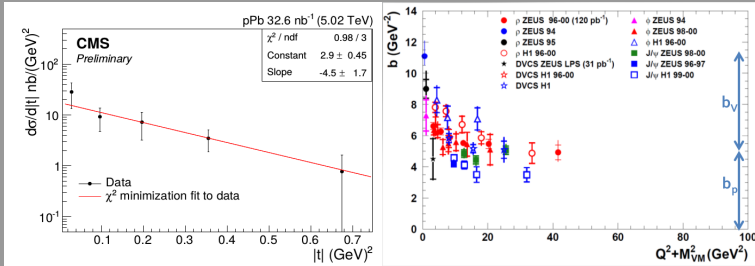 pPb 32.6 nb⁻¹ (5.02 TeV)
CMS
Preliminary
χ² / ndf 0.98 / 3
Constant 2.9 ± 0.45
Slope -4.5 ± 1.7
dσ/d|t| nb/(GeV)²
10²
10
1
10⁻¹
Data
χ² minimization fit to data
0 0.1 0.2 0.3 0.4 0.5 0.6 0.7
|t| (GeV)²
b (GeV⁻²)
14
12
10
8
6
4
2
0
ρ ZEUS 96-00 (120 pb⁻¹)
ρ ZEUS 94
ρ ZEUS 95
ρ H1 96-00
DVCS ZEUS LPS (31 pb⁻¹)
DVCS H1 96-00
DVCS H1
ϕ ZEUS 94
ϕ ZEUS 98-00
ϕ H1 96-00
J/ψ ZEUS 98-00
J/ψ ZEUS 96-97
J/ψ H1 99-00
b_V
b_p
0 20 40 60 80 100
Q²+M²_VM (GeV²)